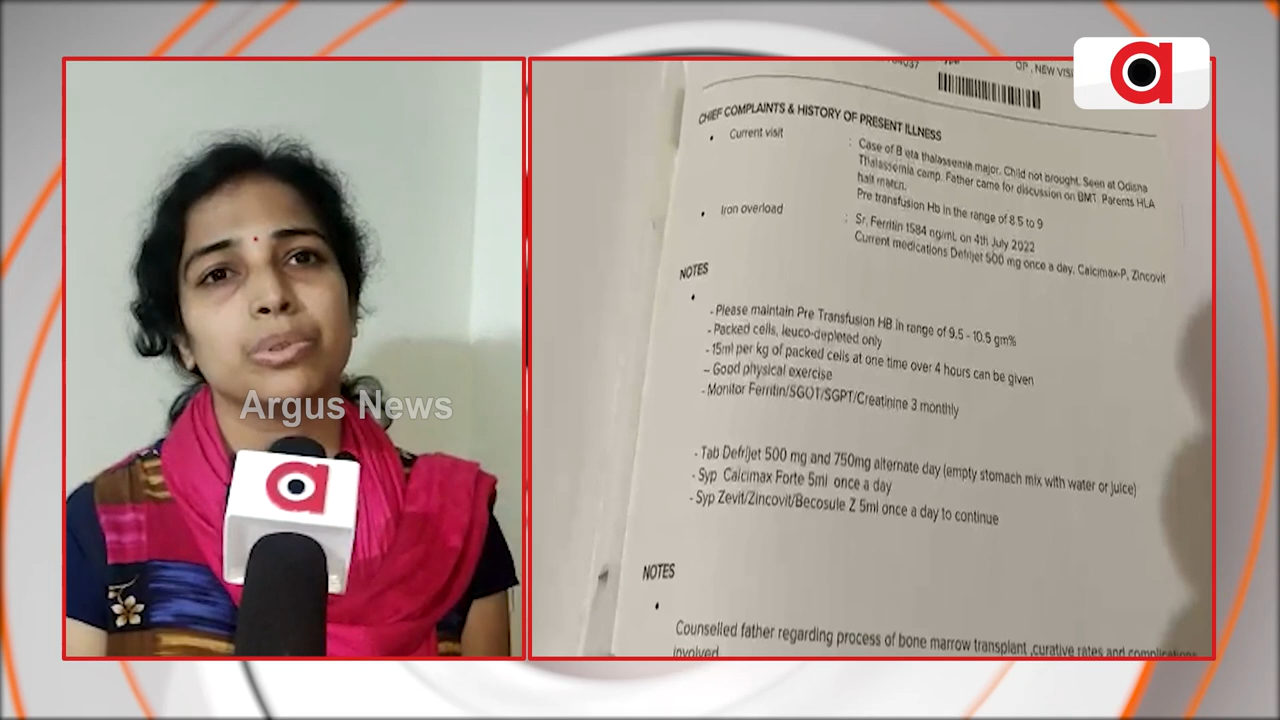 OP , NEW VISI
CHIEF COMPLAINTS & HISTORY OF PRESENT ILLNESS
• Current visit : Case of B eta thalassemia major. Child not brought. Seen at Odisha
Thalassemia camp. Father came for discussion on BMT. Parents HLA
half match.
Pre transfusion Hb in the range of 8.5 to 9
• Iron overload : Sr. Ferritin 1584 ng/mL on 4th July 2022
Current medications Defrijet 500 mg once a day, Calcimax-P, Zincovit
NOTES
•
- Please maintain Pre Transfusion HB in range of 9.5 - 10.5 gm%
- Packed cells, leuco-depleted only
- 15ml per kg of packed cells at one time over 4 hours can be given
– Good physical exercise
- Monitor Ferritin/SGOT/SGPT/Creatinine 3 monthly
- Tab Defrijet 500 mg and 750mg alternate day (empty stomach mix with water or juice)
- Syp Calcimax Forte 5ml once a day
- Syp Zevit/Zincovit/Becosule Z 5ml once a day to continue
NOTES
•
Counselled father regarding process of bone marrow transplant ,curative rates and complications
involved
Argus News